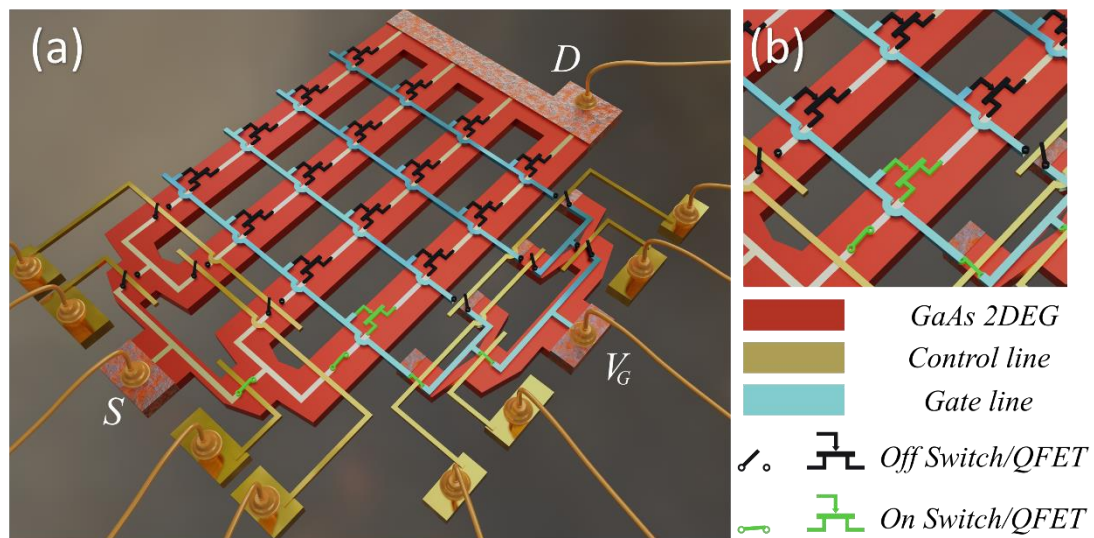 (a)
D
S
V_G
(b)
GaAs 2DEG
Control line
Gate line
Off Switch/QFET
On Switch/QFET